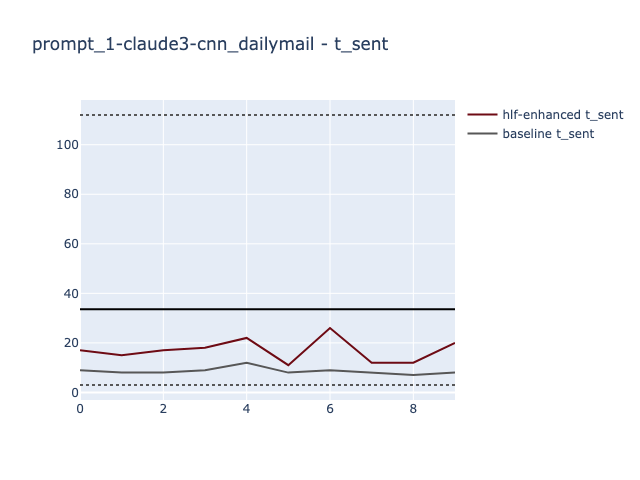 prompt_1-claude3-cnn_dailymail - t_sent
hlf-enhanced t_sent
baseline t_sent
100
80
60
40
20
0
0 2 4 6 8